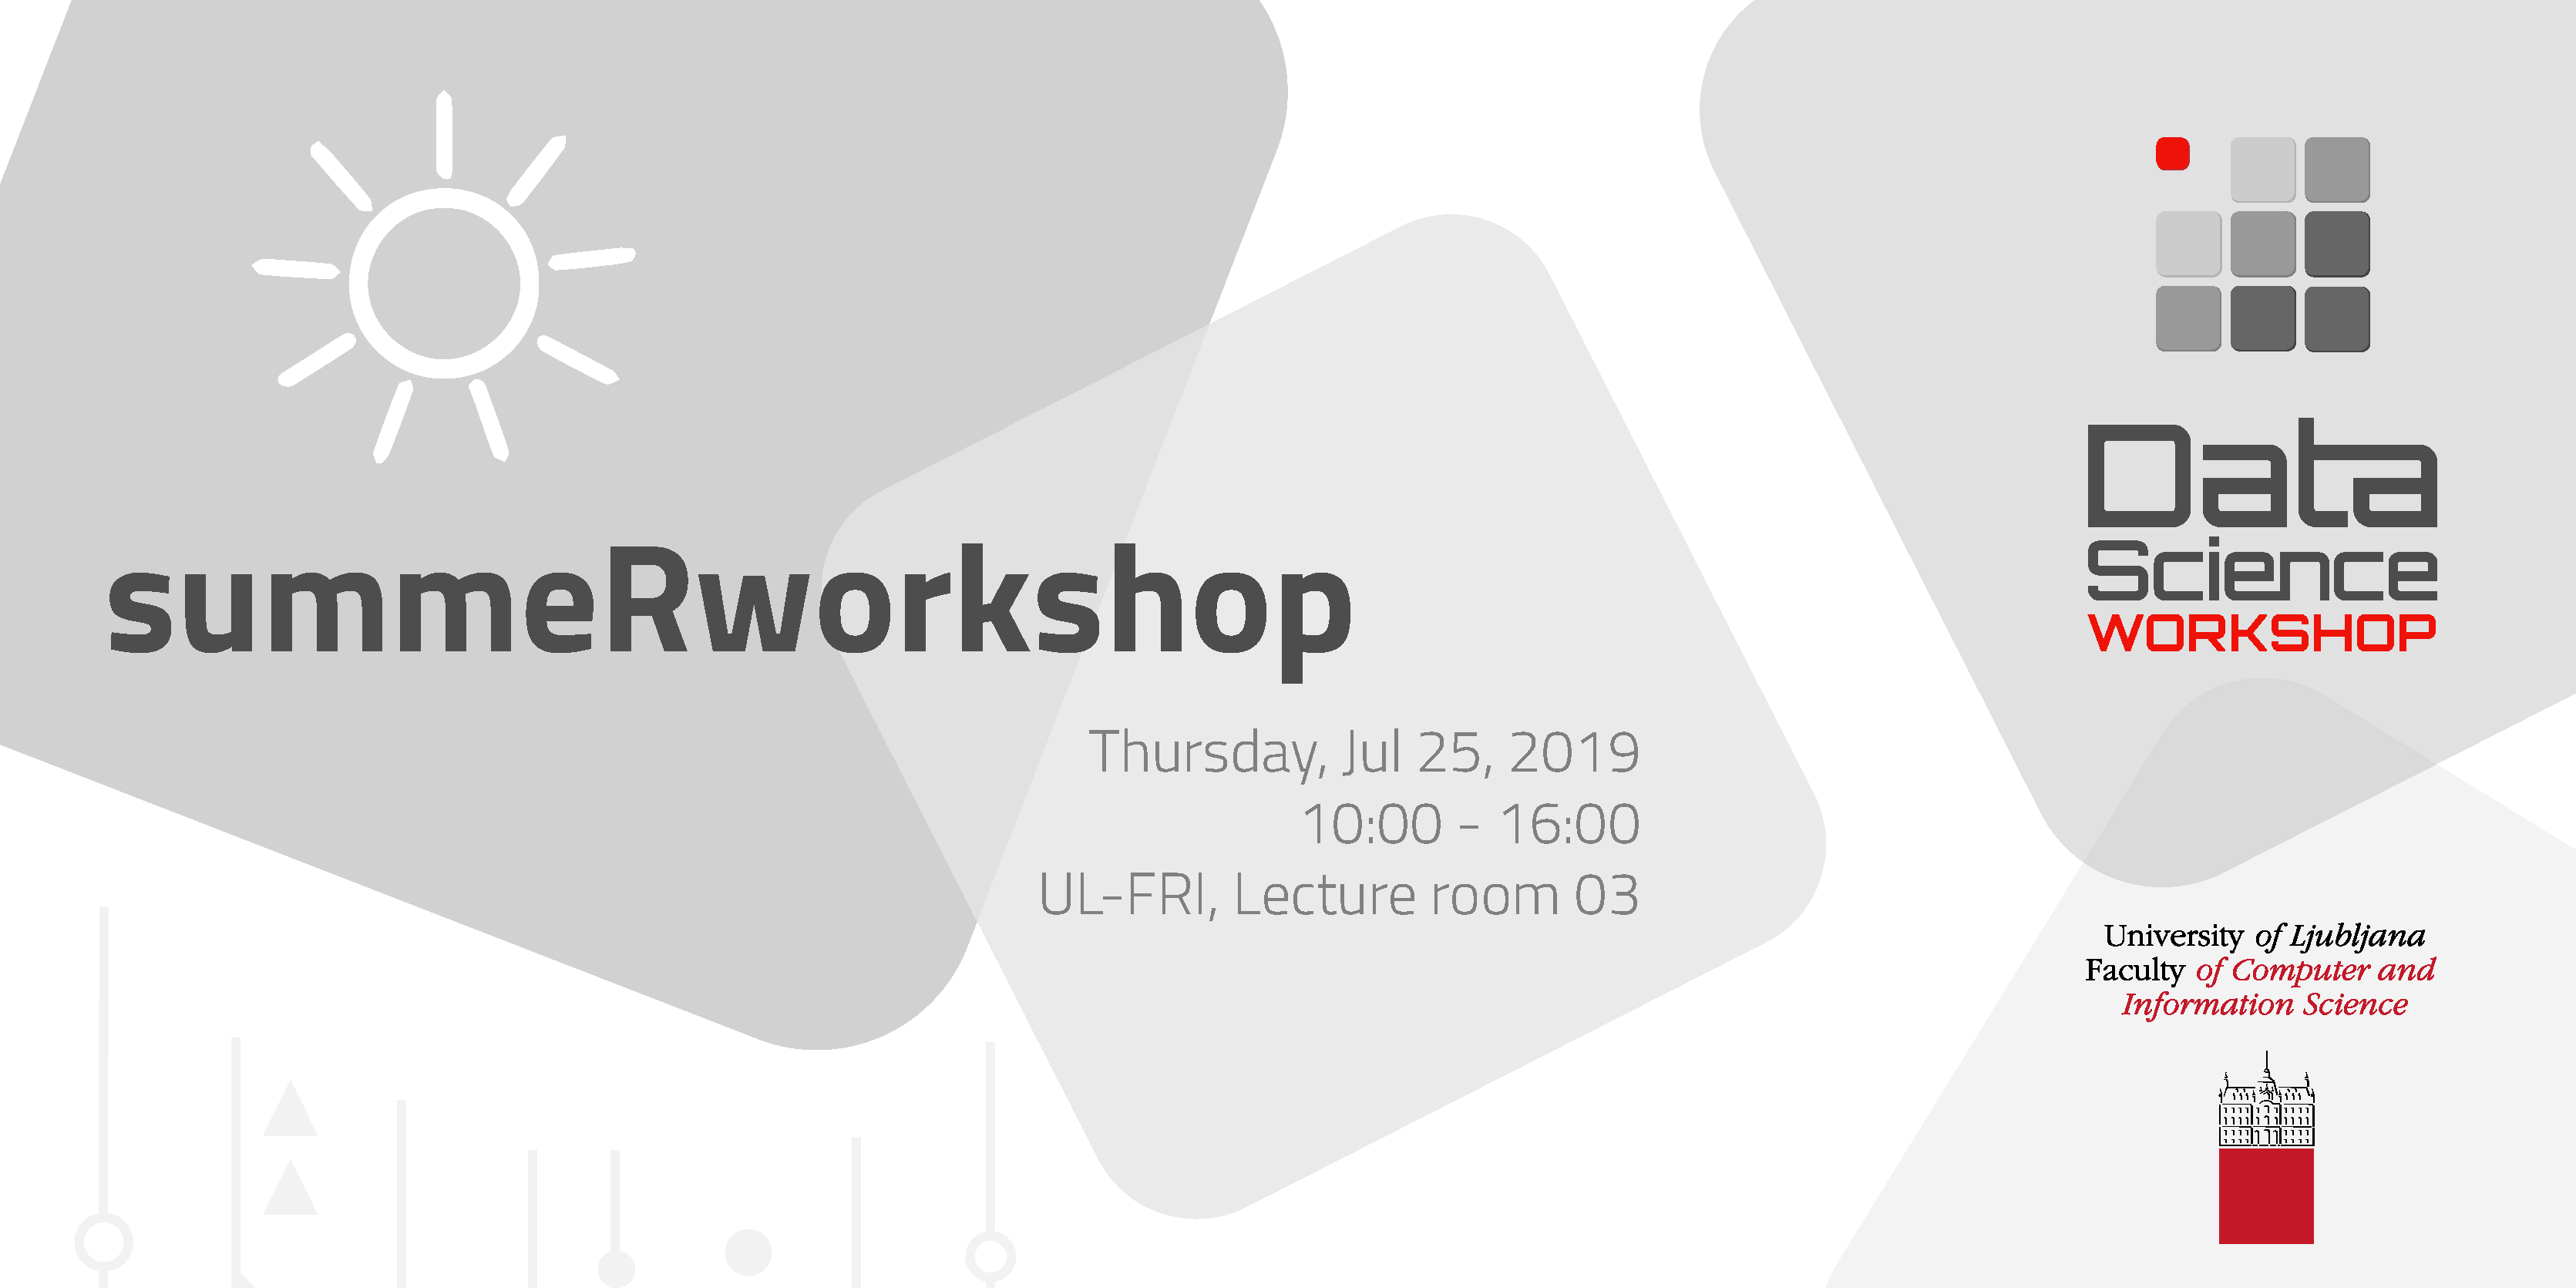 summeRworkshop
Thursday, Jul 25, 2019
10:00 - 16:00
UL-FRI, Lecture room 03
Data
Science
WORKSHOP
University of Ljubljana
Faculty of Computer and
Information Science